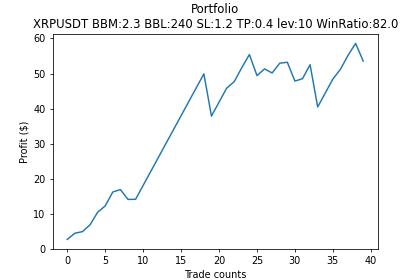 Portfolio
XRPUSDT BBM:2.3 BBL:240 SL:1.2 TP:0.4 lev:10 WinRatio:82.0
60
50
40
30
20
10
0
Profit ($)
0 5 10 15 20 25 30 35 40
Trade counts